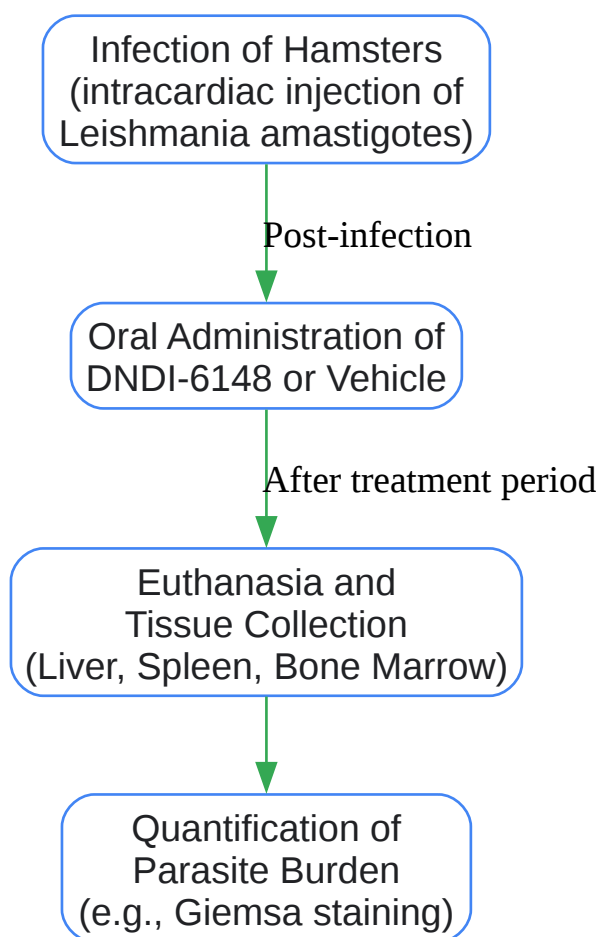 Infection of Hamsters
(intracardiac injection of
Leishmania amastigotes)
Post-infection
Oral Administration of
DNDI-6148 or Vehicle
After treatment period
Euthanasia and
Tissue Collection
(Liver, Spleen, Bone Marrow)
Quantification of
Parasite Burden
(e.g., Giemsa staining)